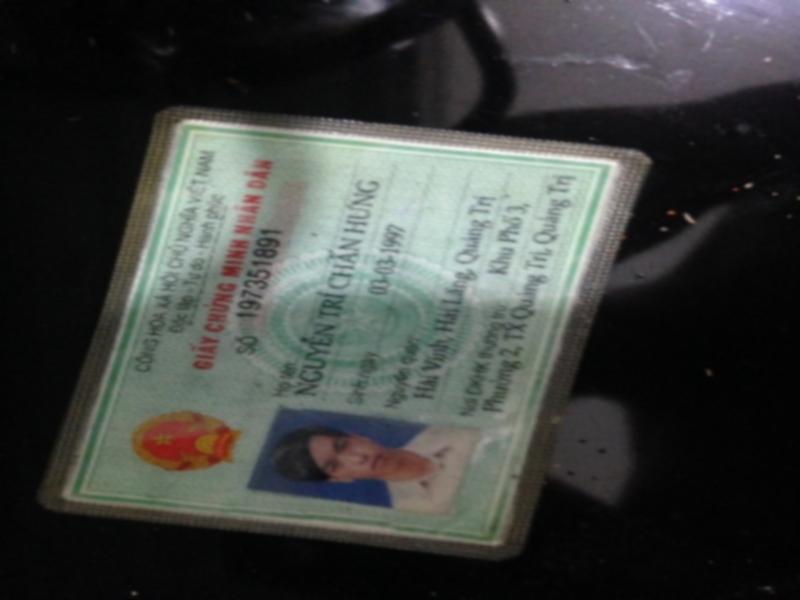 CỘNG HÒA XÃ HỘI CHỦ NGHĨA VIỆT NAM
Độc lập - Tự do - Hạnh phúc
GIẤY CHỨNG MINH NHÂN DÂN
SỐ 197351891
Họ tên
NGUYỄN TRÍ CHẤN HƯNG
Sinh ngày 03-03-1997
Nguyên quán
Hải Vĩnh, Hải Lăng, Quảng Trị
Nơi ĐKHK thường trú Khu Phố 3,
Phường 2, TX Quảng Trị, Quảng Trị